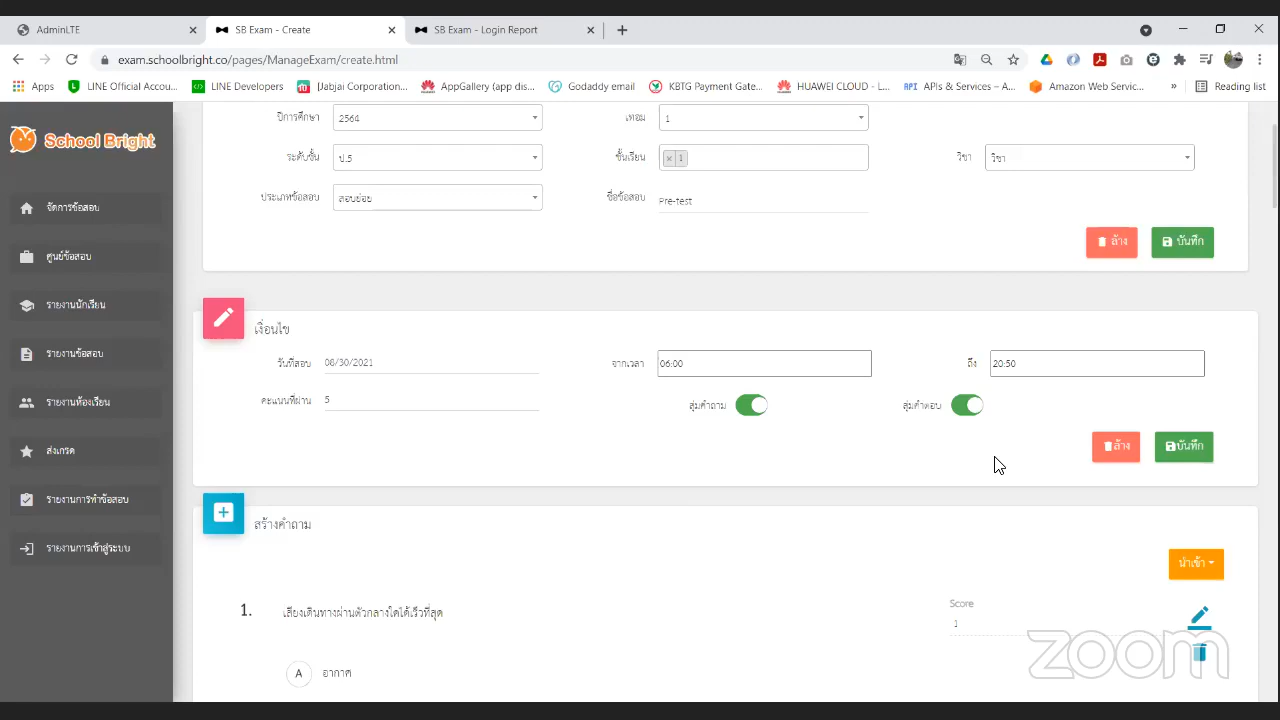 AdminLTE
SB Exam - Create
SB Exam - Login Report
exam.schoolbright.co/pages/ManageExam/create.html
Apps
LINE Official Accou...
LINE Developers
[Jabjai Corporation...
AppGallery (app dis...
Godaddy email
KBTG Payment Gate...
HUAWEI CLOUD - L...
API APIs & Services – A...
Amazon Web Servic...
»
Reading list
School Bright
จัดการข้อสอบ
ศูนย์ข้อสอบ
รายงานนักเรียน
รายงานข้อสอบ
รายงานห้องเรียน
ส่งเกรด
รายงานการทำข้อสอบ
รายงานการเข้าสู่ระบบ
ปีการศึกษา 2564 เทอม 1
ระดับชั้น ป.5 ชั้นเรียน × 1 วิชา วิชา
ประเภทข้อสอบ สอบย่อย ชื่อข้อสอบ Pre-test
ล้าง บันทึก
เงื่อนไข
วันที่สอบ 08/30/2021 จากเวลา 06:00 ถึง 20:50
คะแนนที่ผ่าน 5 สุ่มคำถาม สุ่มคำตอบ
ล้าง บันทึก
สร้างคำถาม
นำเข้า
1. เสียงเดินทางผ่านตัวกลางใดได้เร็วที่สุด Score
1
A อากาศ
zoom